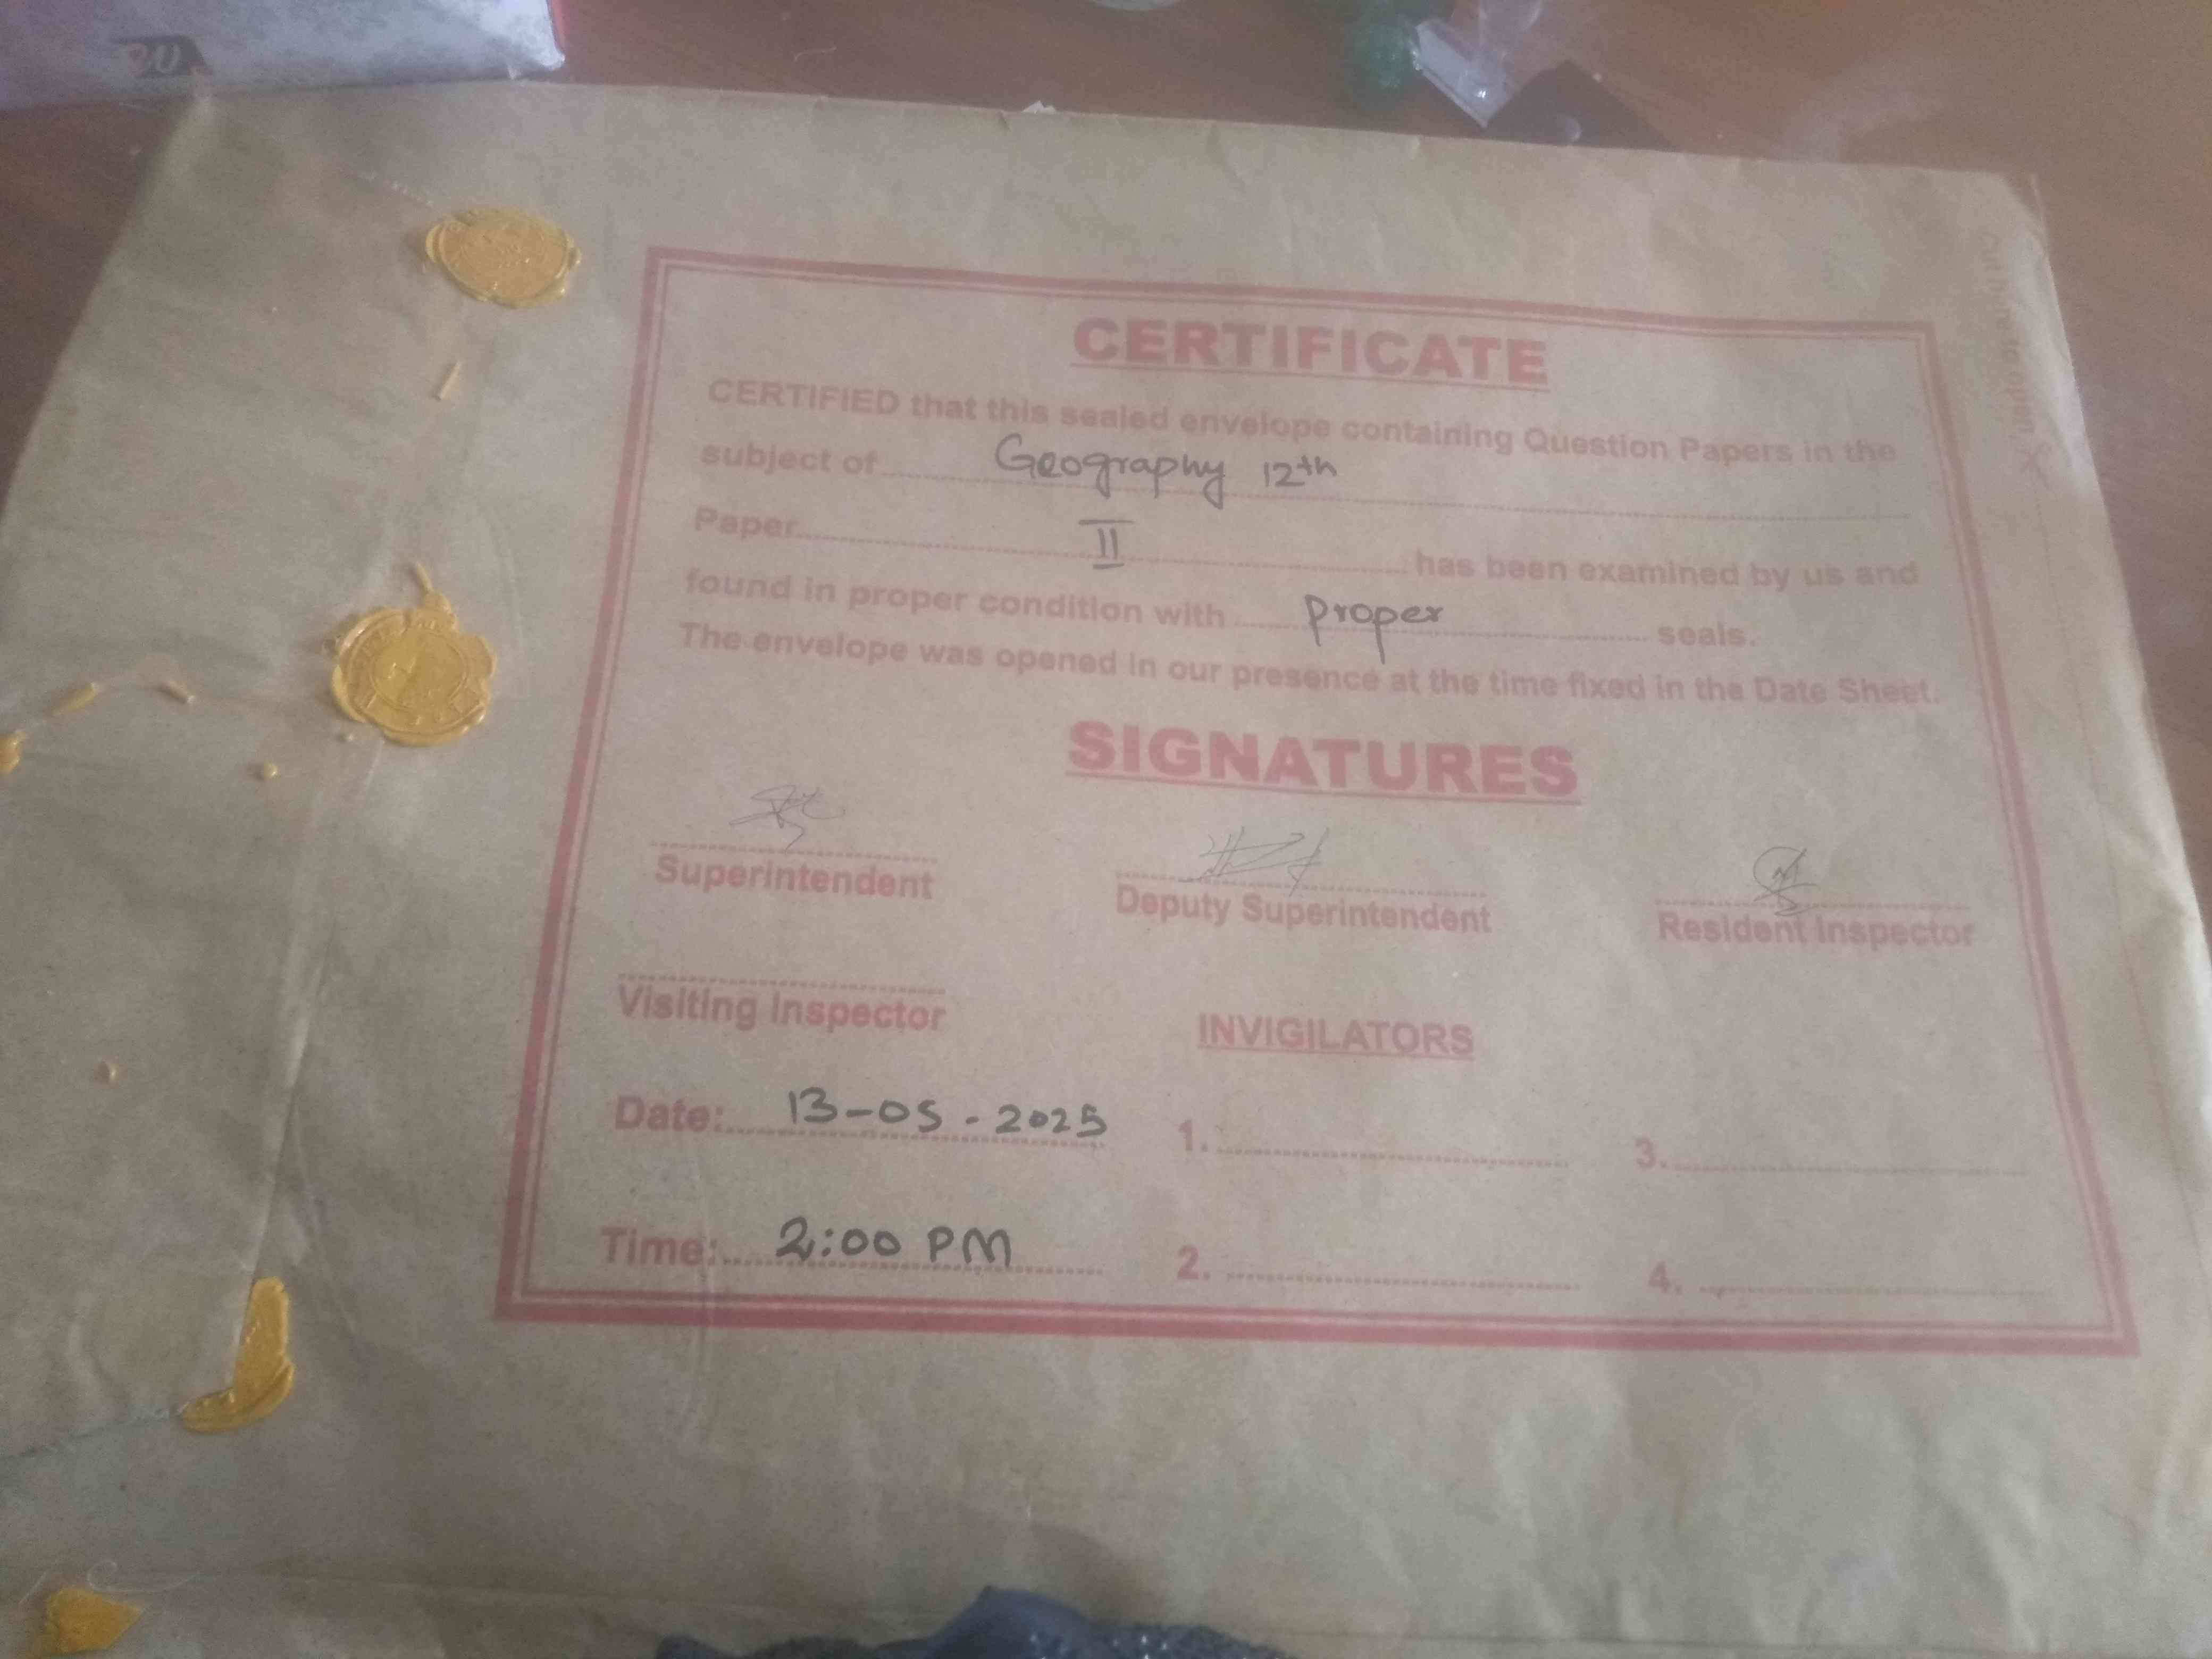 CERTIFICATE
CERTIFIED that this sealed envelope containing Question Papers in the
subject of Geography 12th
Paper II has been examined by us and
found in proper condition with Proper seals.
The envelope was opened in our presence at the time fixed in the Date Sheet.
SIGNATURES
Superintendent Deputy Superintendent Resident Inspector
Visiting Inspector INVIGILATORS
Date: 13-05-2025 1. 3.
Time: 2:00 PM 2. 4.